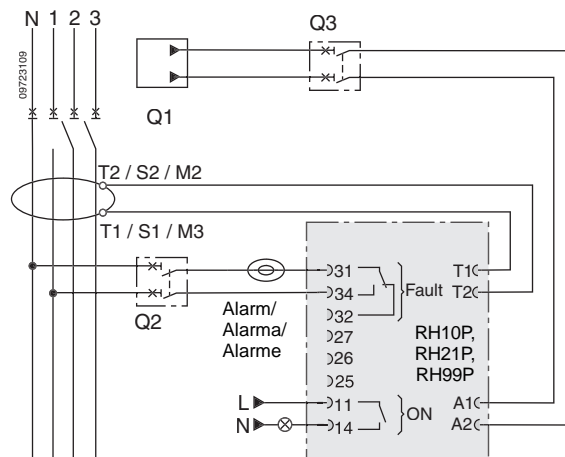 N 1 2 3
Q3
09723109
Q1
T2 / S2 / M2
T1 / S1 / M3
Q2
Alarm/
Alarma/
Alarme
31
34
32
27
26
25
11
14
Fault
ON
T1
T2
RH10P,
RH21P,
RH99P
A1
A2
L
N